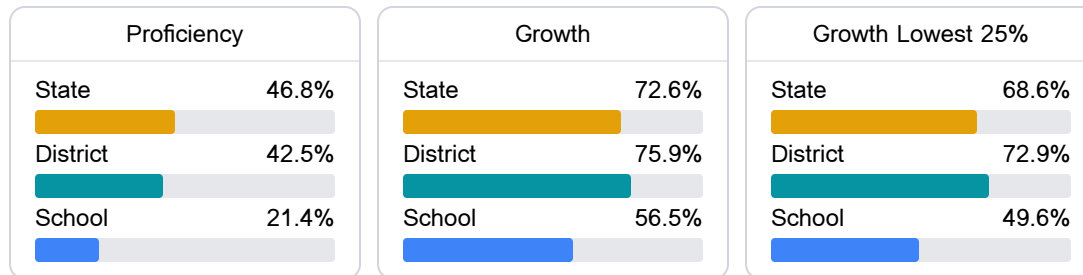 Proficiency
State 46.8%
District 42.5%
School 21.4%
Growth
State 72.6%
District 75.9%
School 56.5%
Growth Lowest 25%
State 68.6%
District 72.9%
School 49.6%